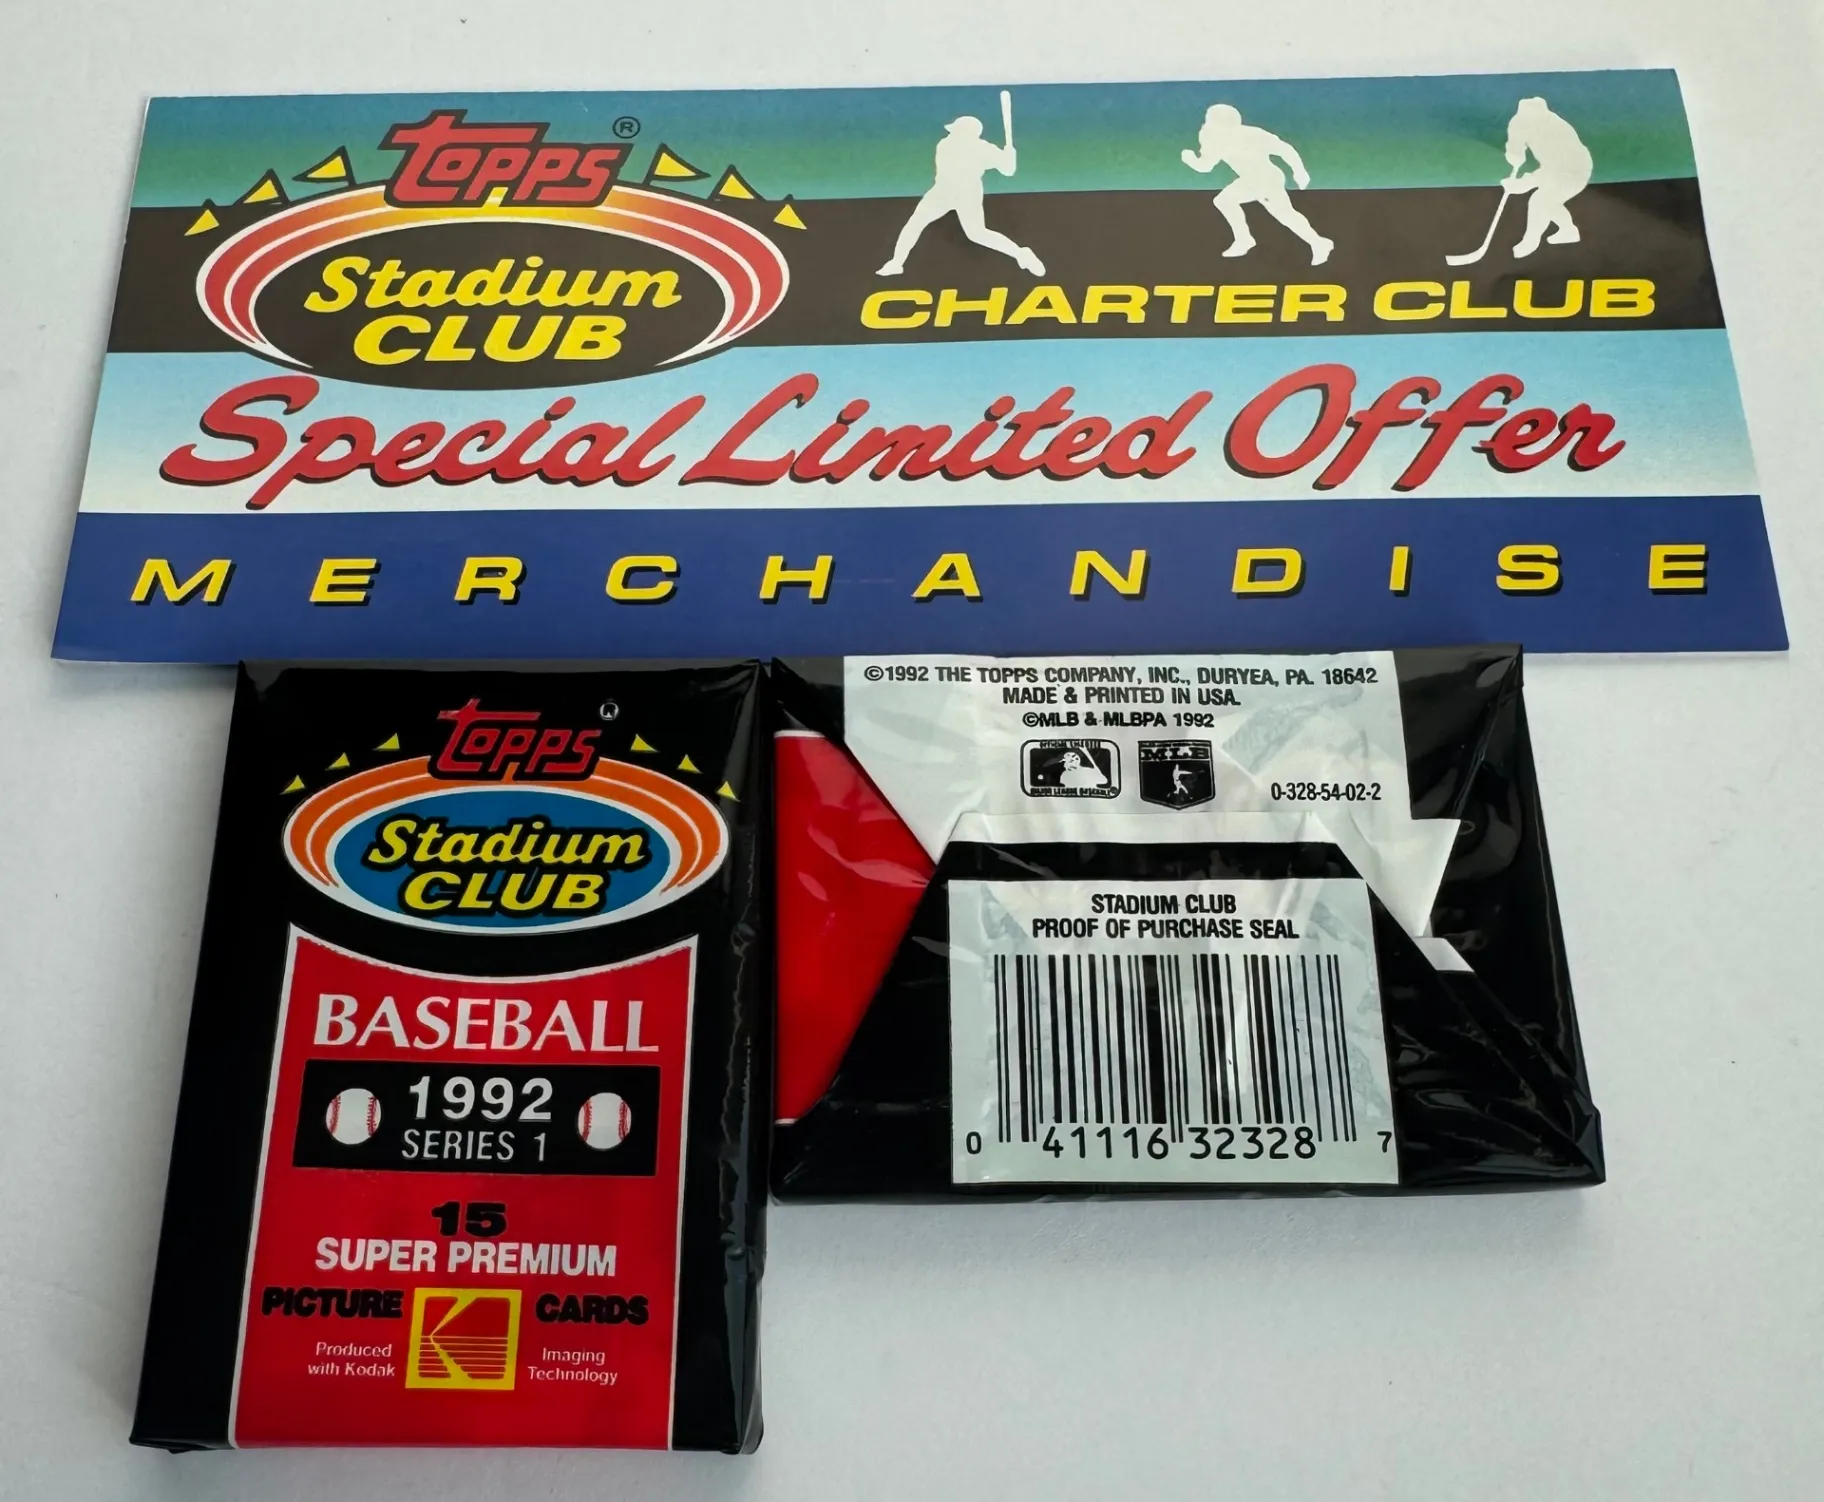 Topps ®
Stadium
CLUB
CHARTER CLUB
Special Limited Offer
MERCHANDISE
Topps ®
Stadium
CLUB
BASEBALL
1992
SERIES 1
15
SUPER PREMIUM
PICTURE CARDS
Produced
with Kodak
Imaging
Technology
©1992 THE TOPPS COMPANY, INC., DURYEA, PA. 18642
MADE & PRINTED IN USA.
©MLB & MLBPA 1992
MLB
0-328-54-02-2
STADIUM CLUB
PROOF OF PURCHASE SEAL
0 41116 32328 7